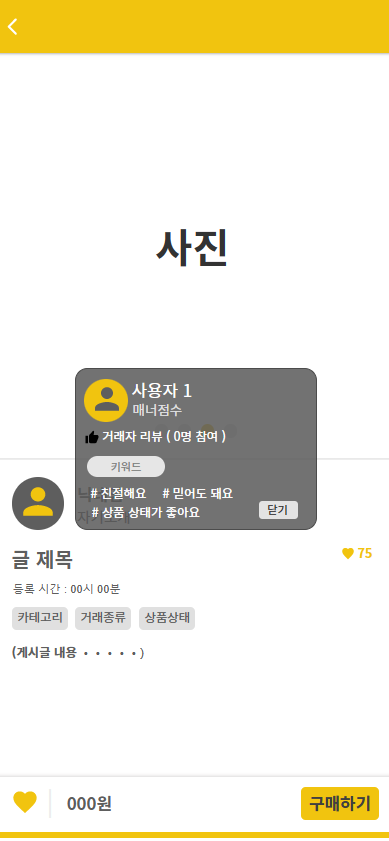 사진
사용자 1
매너점수
거래자 리뷰 ( 0명 참여 )
키워드
# 친절해요 # 믿어도 돼요
# 상품 상태가 좋아요
닫기
글 제목
75
등록 시간 : 00시 00분
카테고리 거래종류 상품상태
(게시글 내용 • • • • • )
000원
구매하기